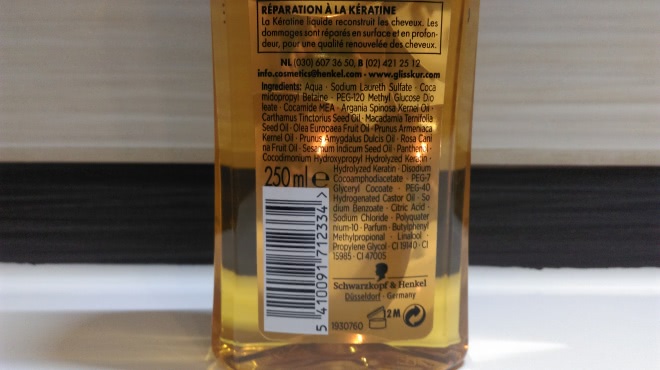 RÉPARATION À LA KÉRATINE
La Kératine liquide reconstruit les cheveux. Les
dommages sont réparés en surface et en profon-
deur, pour une qualité renouvelée des cheveux.
NL (030) 607 36 50, B (02) 421 25 12
info.cosmetics@henkel.com - www.glisskur.com
Ingredients: Aqua · Sodium Laureth Sulfate · Coca
midopropyl Betaine · PEG-120 Methyl Glucose Dio
leate · Cocamide MEA · Argania Spinosa Kernel Oil ·
Carthamus Tinctorius Seed Oil · Macadamia Ternifolia
Seed Oil · Olea Europaea Fruit Oil · Prunus Armeniaca
Kernel Oil · Prunus Amygdalus Dulcis Oil · Rosa Cani
na Fruit Oil · Sesamum Indicum Seed Oil · Panthenol ·
Cocodimonium Hydroxypropyl Hydrolyzed Keratin ·
Hydrolyzed Keratin · Disodium
Cocoamphodiacetate · PEG-7
Glyceryl Cocoate · PEG-40
Hydrogenated Castor Oil · So
dium Benzoate · Citric Acid ·
Sodium Chloride · Polyquater
nium-10 · Parfum · Butylphenyl
Methylpropional · Linalool ·
Propylene Glycol · CI 19140 · CI
15985 · CI 47005
250 ml e
5 410091 712334 >
Schwarzkopf & Henkel
Düsseldorf · Germany
1930760
2M